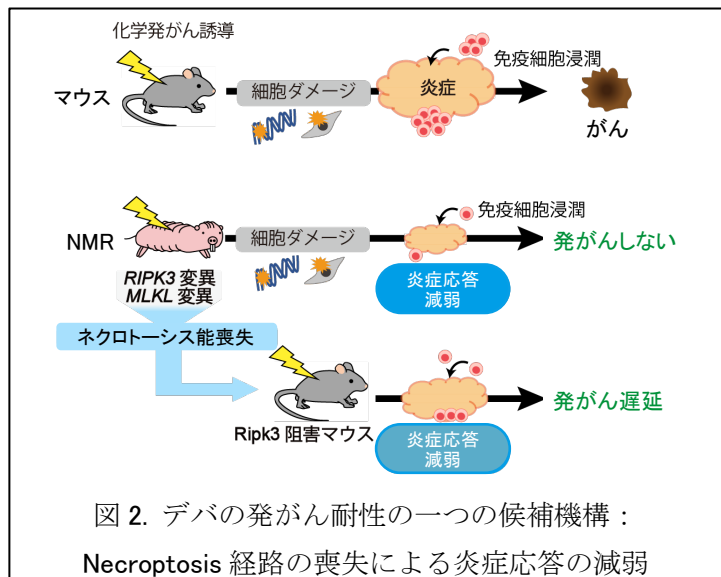 化学発がん誘導
マウス
細胞ダメージ
炎症
免疫細胞浸潤
がん
NMR
細胞ダメージ
免疫細胞浸潤
発がんしない
RIPK3 変異
MLKL 変異
炎症応答
減弱
ネクロトーシス能喪失
Ripk3 阻害マウス
発がん遅延
炎症応答
減弱
図 2. デバの発がん耐性の一つの候補機構：
Necroptosis 経路の喪失による炎症応答の減弱